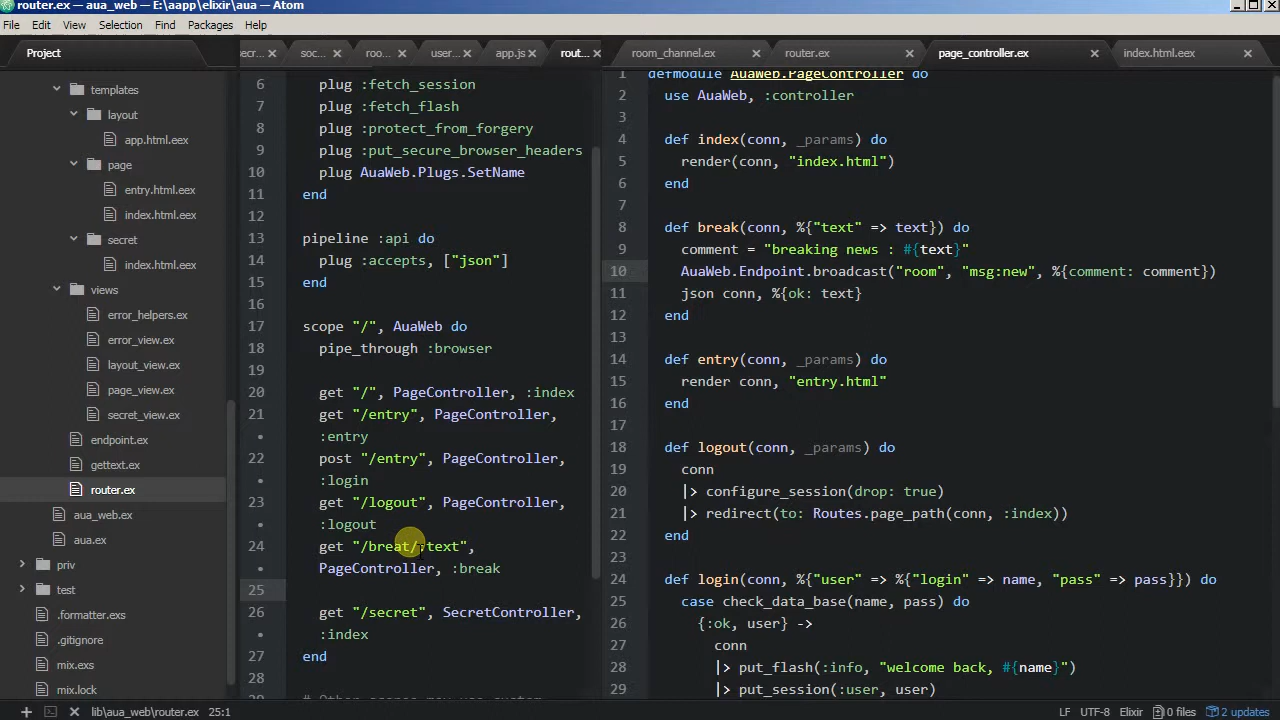 router.ex — aua_web — E:\aapp\elixir\aua — Atom
File Edit View Selection Find Packages Help
Project
secr... soc... roo... user... app.js rout...
room_channel.ex router.ex page_controller.ex index.html.eex
templates
layout
app.html.eex
page
entry.html.eex
index.html.eex
secret
index.html.eex
views
error_helpers.ex
error_view.ex
layout_view.ex
page_view.ex
secret_view.ex
endpoint.ex
gettext.ex
router.ex
aua_web.ex
aua.ex
priv
test
.formatter.exs
.gitignore
mix.exs
mix.lock
6 plug :fetch_session
7 plug :fetch_flash
8 plug :protect_from_forgery
9 plug :put_secure_browser_headers
10 plug AuaWeb.Plugs.SetName
11 end
12
13 pipeline :api do
14 plug :accepts, ["json"]
15 end
16
17 scope "/", AuaWeb do
18 pipe_through :browser
19
20 get "/", PageController, :index
21 get "/entry", PageController,
• :entry
22 post "/entry", PageController,
• :login
23 get "/logout", PageController,
• :logout
24 get "/breat/:text",
• PageController, :break
25
26 get "/secret", SecretController,
• :index
27 end
28
1 defmodule AuaWeb.PageController do
2 use AuaWeb, :controller
3
4 def index(conn, _params) do
5 render(conn, "index.html")
6 end
7
8 def break(conn, %{"text" => text}) do
9 comment = "breaking news : #{text}"
10 AuaWeb.Endpoint.broadcast("room", "msg:new", %{comment: comment})
11 json conn, %{ok: text}
12 end
13
14 def entry(conn, _params) do
15 render conn, "entry.html"
16 end
17
18 def logout(conn, _params) do
19 conn
20 |> configure_session(drop: true)
21 |> redirect(to: Routes.page_path(conn, :index))
22 end
23
24 def login(conn, %{"user" => %{"login" => name, "pass" => pass}}) do
25 case check_data_base(name, pass) do
26 {:ok, user} ->
27 conn
28 |> put_flash(:info, "welcome back, #{name}")
29 |> put_session(:user, user)
lib\aua_web\router.ex 25:1
LF UTF-8 Elixir 0 files 2 updates